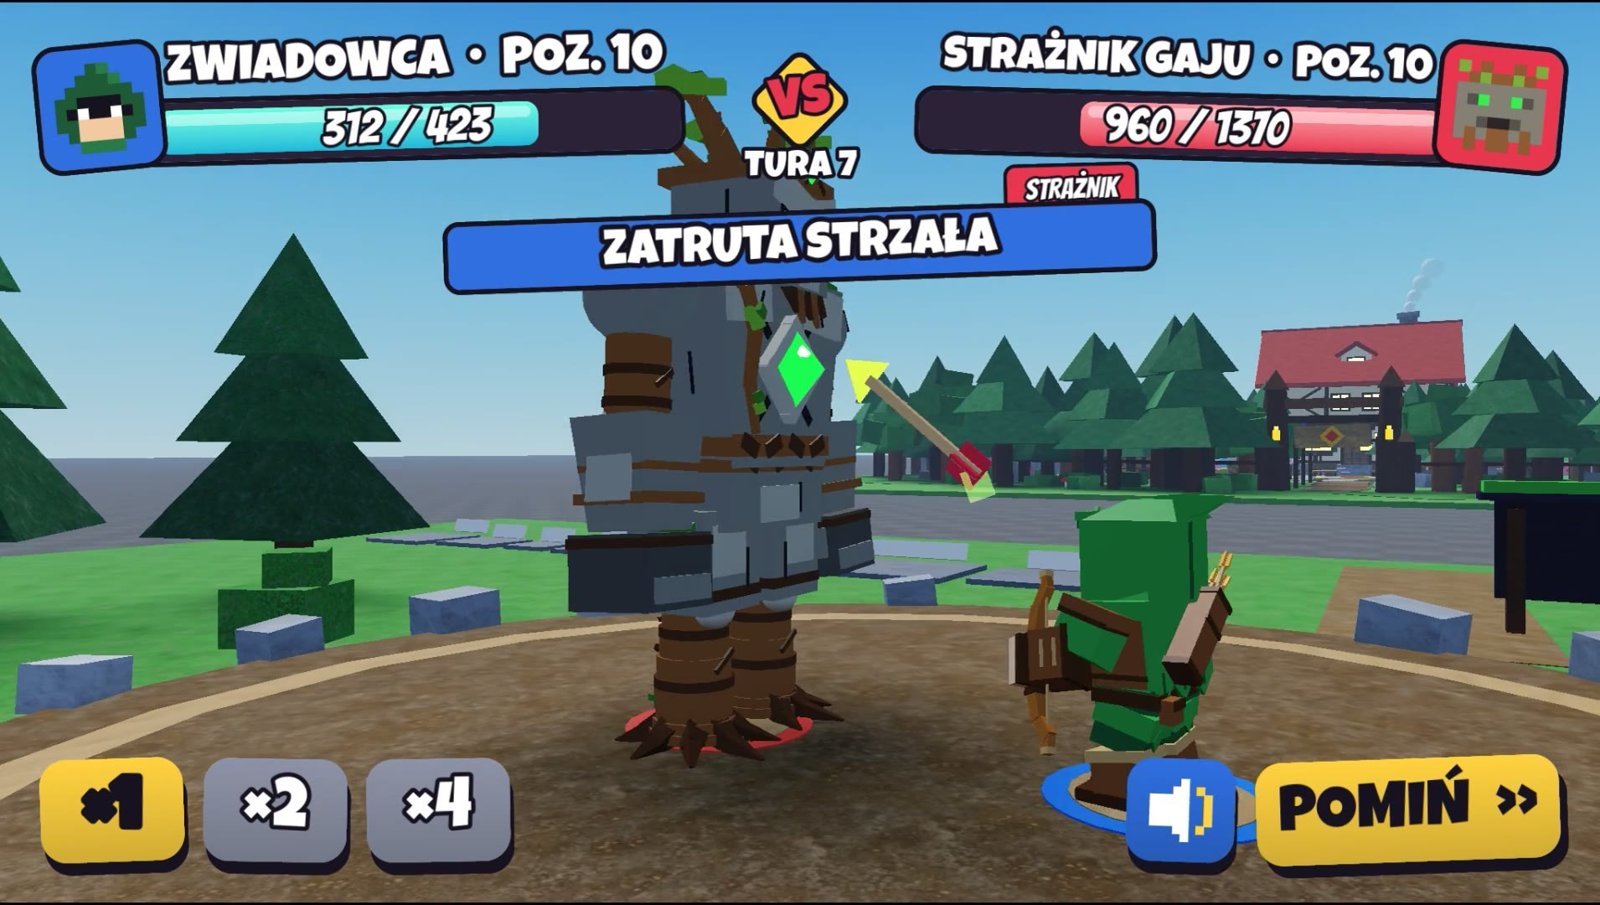 ZWIADOWCA • POZ. 10
312 / 423
VS
TURA 7
STRAŻNIK GAJU • POZ. 10
960 / 1370
STRAŻNIK
ZATRUTA STRZAŁA
×1
×2
×4
POMIŃ »